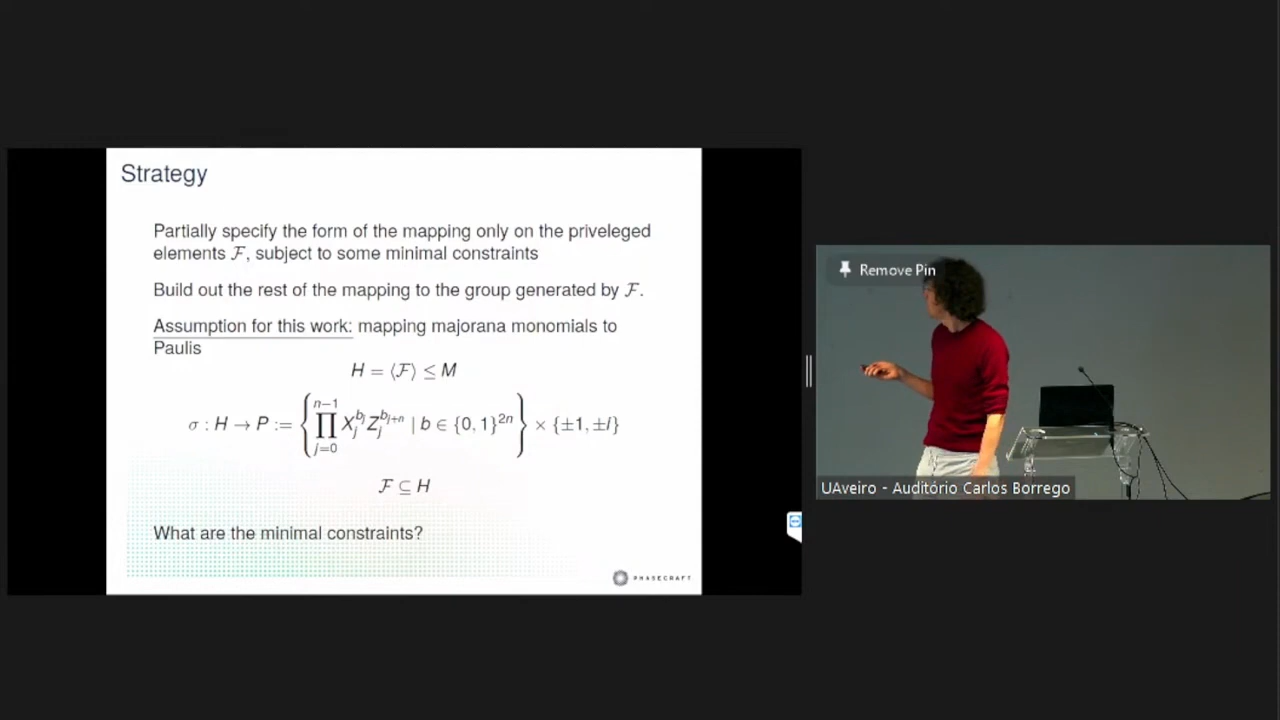 Strategy
Partially specify the form of the mapping only on the priveleged
elements ℱ, subject to some minimal constraints
Build out the rest of the mapping to the group generated by ℱ.
Assumption for this work: mapping majorana monomials to
Paulis
H = ⟨ℱ⟩ ≤ M
σ : H → P := { ∏_{j=0}^{n−1} X_j^{b_j} Z_j^{b_{j+n}} | b ∈ {0, 1}^{2n} } × {±1, ±i}
ℱ ⊆ H
What are the minimal constraints?
PHASECRAFT
Remove Pin
UAveiro - Auditório Carlos Borrego